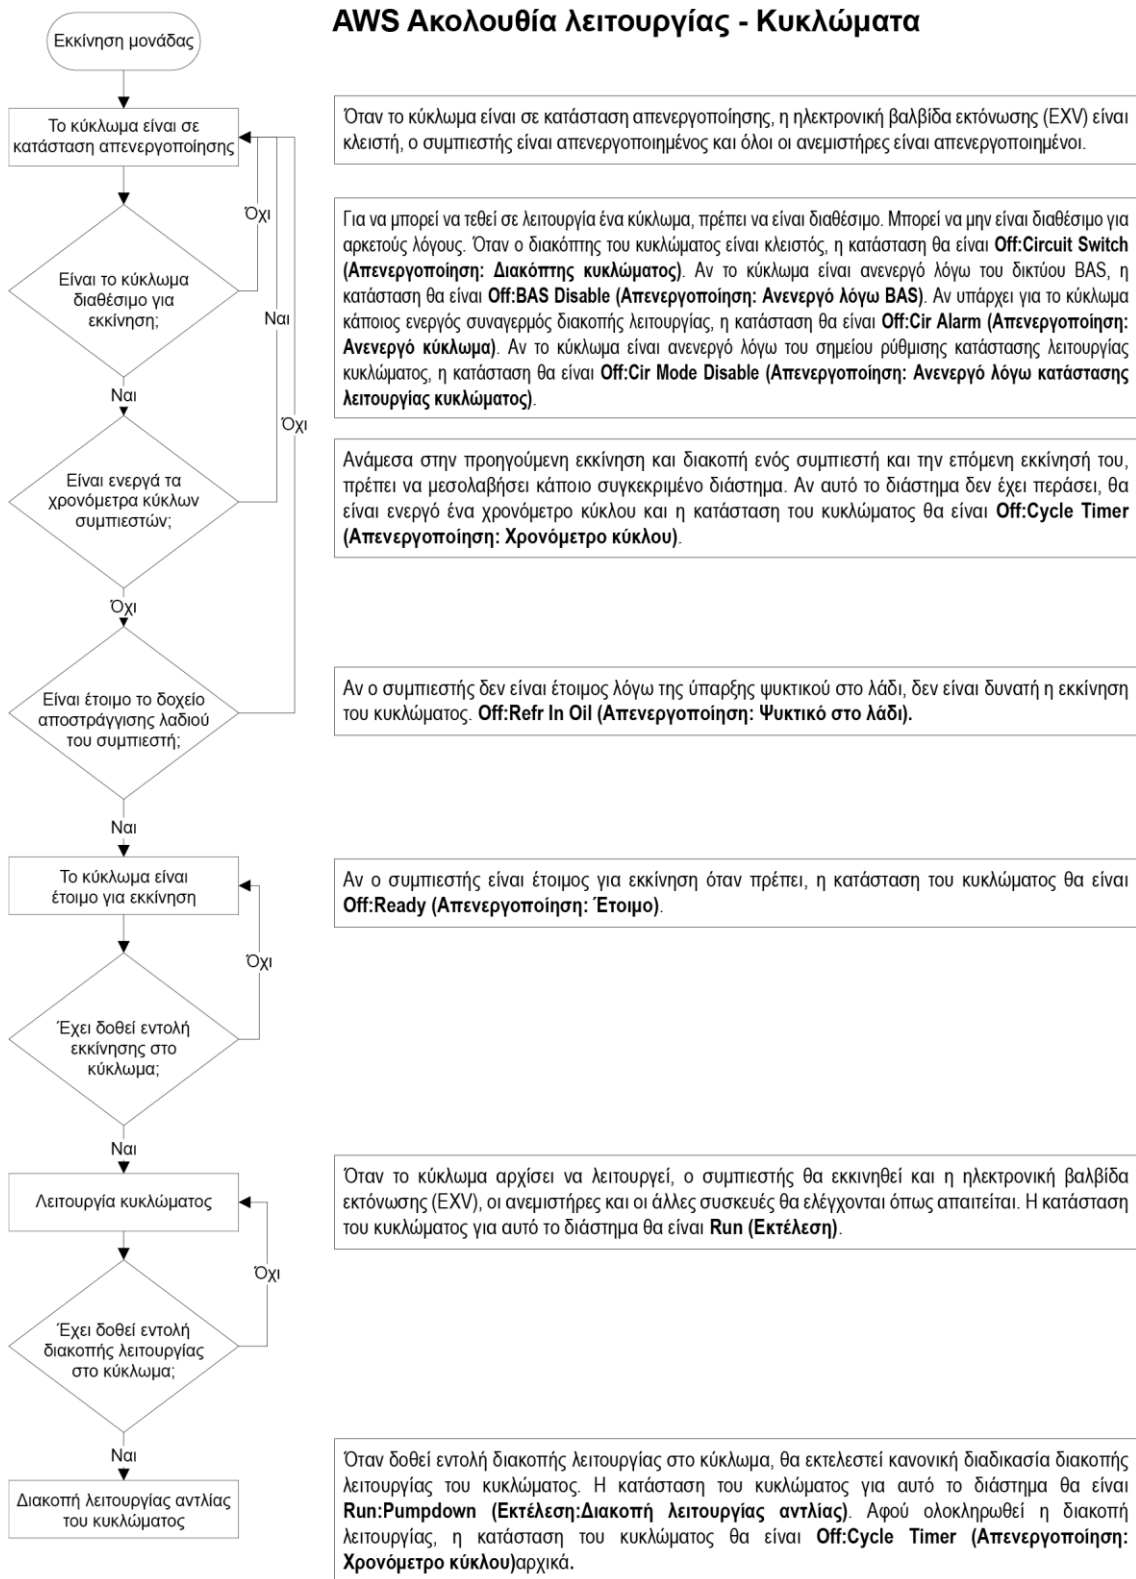 AWS Ακολουθία λειτουργίας - Κυκλώματα
Εκκίνηση μονάδας
Το κύκλωμα είναι σε
κατάσταση απενεργοποίησης
Όταν το κύκλωμα είναι σε κατάσταση απενεργοποίησης, η ηλεκτρονική βαλβίδα εκτόνωσης (EXV) είναι
κλειστή, ο συμπιεστής είναι απενεργοποιημένος και όλοι οι ανεμιστήρες είναι απενεργοποιημένοι.
Όχι
Είναι το κύκλωμα
διαθέσιμο για
εκκίνηση;
Ναι
Ναι
Όχι
Για να μπορεί να τεθεί σε λειτουργία ένα κύκλωμα, πρέπει να είναι διαθέσιμο. Μπορεί να μην είναι διαθέσιμο για
αρκετούς λόγους. Όταν ο διακόπτης του κυκλώματος είναι κλειστός, η κατάσταση θα είναι Off:Circuit Switch
(Απενεργοποίηση: Διακόπτης κυκλώματος). Αν το κύκλωμα είναι ανενεργό λόγω του δικτύου BAS, η
κατάσταση θα είναι Off:BAS Disable (Απενεργοποίηση: Ανενεργό λόγω BAS). Αν υπάρχει για το κύκλωμα
κάποιος ενεργός συναγερμός διακοπής λειτουργίας, η κατάσταση θα είναι Off:Cir Alarm (Απενεργοποίηση:
Ανενεργό κύκλωμα). Αν το κύκλωμα είναι ανενεργό λόγω του σημείου ρύθμισης κατάστασης λειτουργίας
κυκλώματος, η κατάσταση θα είναι Off:Cir Mode Disable (Απενεργοποίηση: Ανενεργό λόγω κατάστασης
λειτουργίας κυκλώματος).
Είναι ενεργά τα
χρονόμετρα κύκλων
συμπιεστών;
Όχι
Ανάμεσα στην προηγούμενη εκκίνηση και διακοπή ενός συμπιεστή και την επόμενη εκκίνησή του,
πρέπει να μεσολαβήσει κάποιο συγκεκριμένο διάστημα. Αν αυτό το διάστημα δεν έχει περάσει, θα
είναι ενεργό ένα χρονόμετρο κύκλου και η κατάσταση του κυκλώματος θα είναι Off:Cycle Timer
(Απενεργοποίηση: Χρονόμετρο κύκλου).
Είναι έτοιμο το δοχείο
αποστράγγισης λαδιού
του συμπιεστή;
Ναι
Αν ο συμπιεστής δεν είναι έτοιμος λόγω της ύπαρξης ψυκτικού στο λάδι, δεν είναι δυνατή η εκκίνηση
του κυκλώματος. Off:Refr In Oil (Απενεργοποίηση: Ψυκτικό στο λάδι).
Το κύκλωμα είναι
έτοιμο για εκκίνηση
Αν ο συμπιεστής είναι έτοιμος για εκκίνηση όταν πρέπει, η κατάσταση του κυκλώματος θα είναι
Off:Ready (Απενεργοποίηση: Έτοιμο).
Όχι
Έχει δοθεί εντολή
εκκίνησης στο
κύκλωμα;
Ναι
Λειτουργία κυκλώματος
Όταν το κύκλωμα αρχίσει να λειτουργεί, ο συμπιεστής θα εκκινηθεί και η ηλεκτρονική βαλβίδα
εκτόνωσης (EXV), οι ανεμιστήρες και οι άλλες συσκευές θα ελέγχονται όπως απαιτείται. Η κατάσταση
του κυκλώματος για αυτό το διάστημα θα είναι Run (Εκτέλεση).
Όχι
Έχει δοθεί εντολή
διακοπής λειτουργίας
στο κύκλωμα;
Ναι
Διακοπή λειτουργίας αντλίας
του κυκλώματος
Όταν δοθεί εντολή διακοπής λειτουργίας στο κύκλωμα, θα εκτελεστεί κανονική διαδικασία διακοπής
λειτουργίας του κυκλώματος. Η κατάσταση του κυκλώματος για αυτό το διάστημα θα είναι
Run:Pumpdown (Εκτέλεση:Διακοπή λειτουργίας αντλίας). Αφού ολοκληρωθεί η διακοπή
λειτουργίας, η κατάσταση του κυκλώματος θα είναι Off:Cycle Timer (Απενεργοποίηση:
Χρονόμετρο κύκλου)αρχικά.